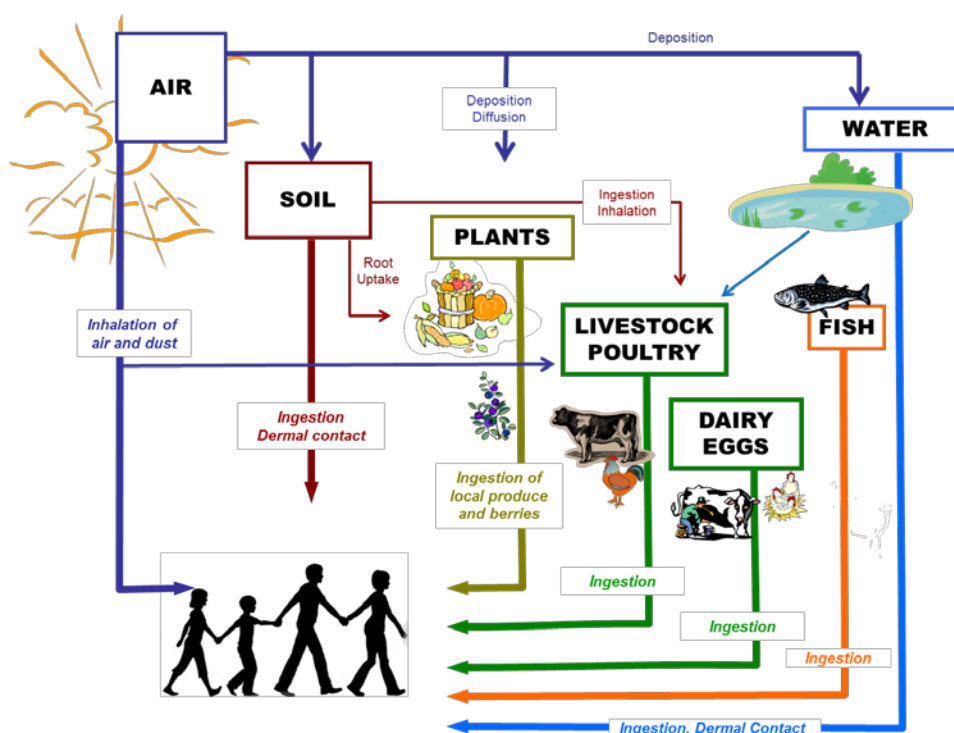 Deposition
AIR
Deposition
Diffusion
WATER
SOIL
Ingestion
Inhalation
PLANTS
Root
Uptake
Inhalation of
air and dust
LIVESTOCK
POULTRY
FISH
Ingestion
Dermal contact
DAIRY
EGGS
Ingestion of
local produce
and berries
Ingestion
Ingestion
Ingestion
Ingestion, Dermal Contact